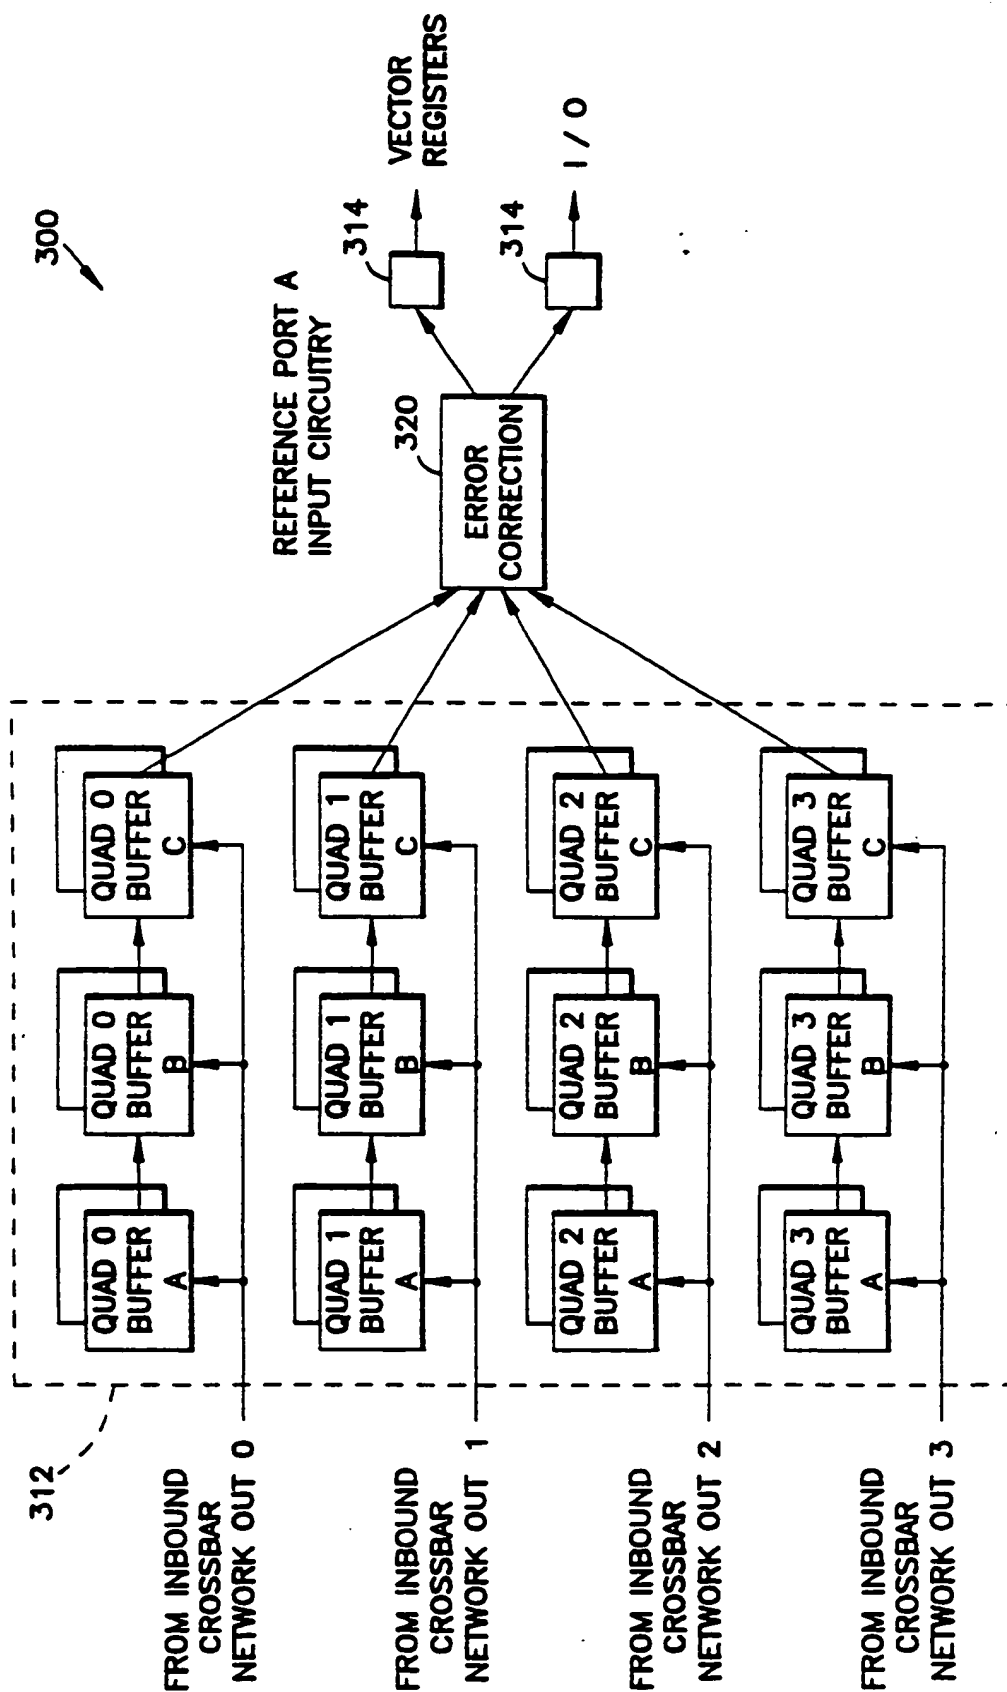 300
REFERENCE PORT A
INPUT CIRCUITRY
312
FROM INBOUND
CROSSBAR
NETWORK OUT 0
QUAD 0
BUFFER
A
QUAD 0
BUFFER
B
QUAD 0
BUFFER
C
FROM INBOUND
CROSSBAR
NETWORK OUT 1
QUAD 1
BUFFER
A
QUAD 1
BUFFER
B
QUAD 1
BUFFER
C
FROM INBOUND
CROSSBAR
NETWORK OUT 2
QUAD 2
BUFFER
A
QUAD 2
BUFFER
B
QUAD 2
BUFFER
C
FROM INBOUND
CROSSBAR
NETWORK OUT 3
QUAD 3
BUFFER
A
QUAD 3
BUFFER
B
QUAD 3
BUFFER
C
320
ERROR
CORRECTION
314
VECTOR
REGISTERS
314
I / O